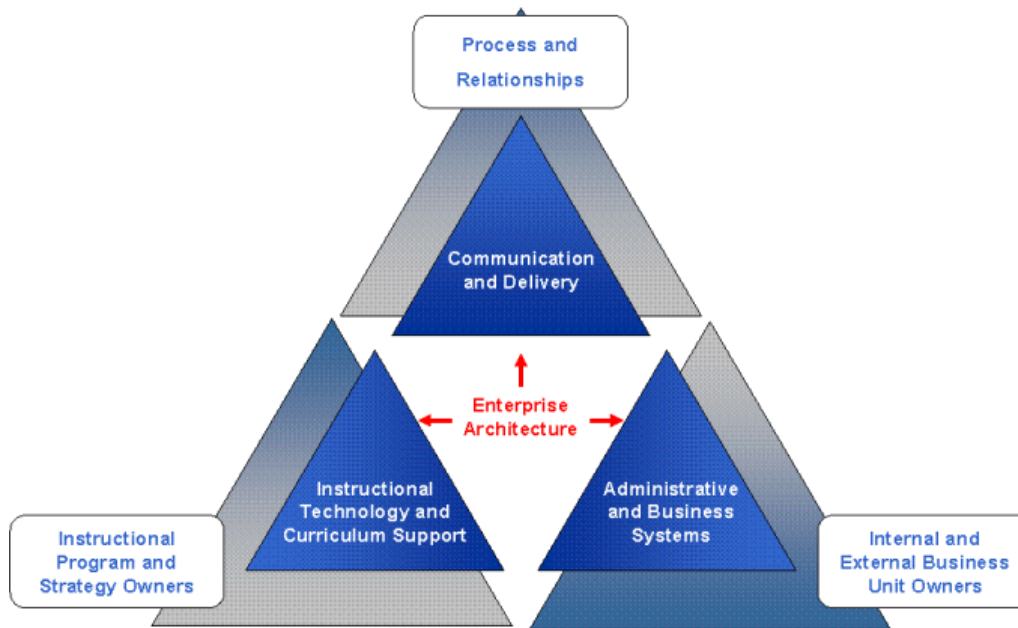 Process and
Relationships
Communication
and Delivery
Enterprise
Architecture
Instructional
Technology and
Curriculum Support
Administrative
and Business
Systems
Instructional
Program and
Strategy Owners
Internal and
External Business
Unit Owners